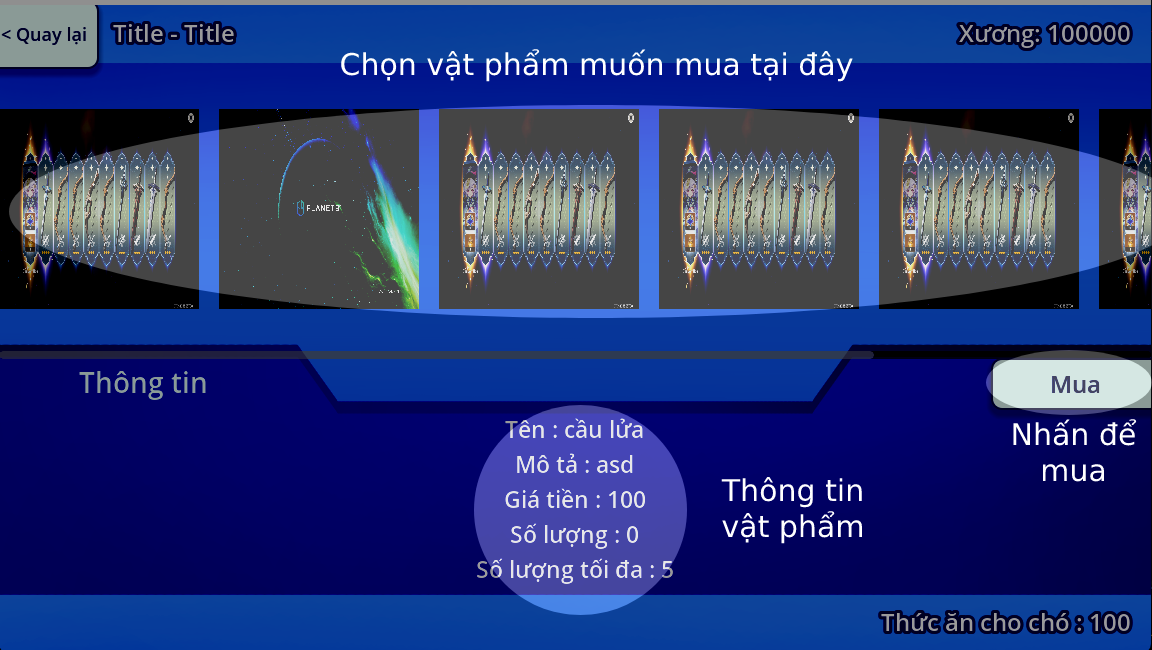 < Quay lại
Title - Title
Xương: 100000
Chọn vật phẩm muốn mua tại đây
0
0
0
0
PLANETS
Thông tin
Mua
Nhấn để
mua
Tên : cầu lửa
Mô tả : asd
Giá tiền : 100
Số lượng : 0
Số lượng tối đa : 5
Thông tin
vật phẩm
Thức ăn cho chó : 100